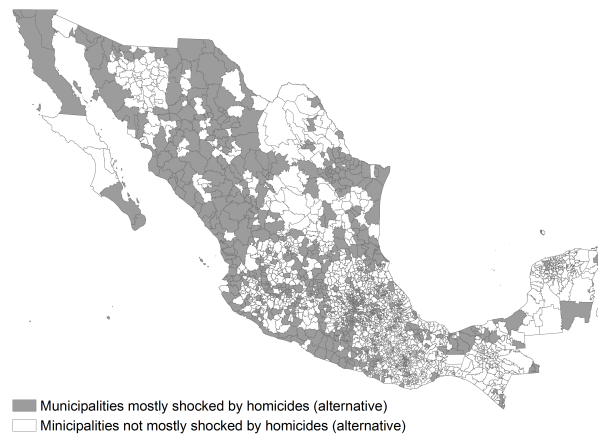 Municipalities mostly shocked by homicides (alternative)
Minicipalities not mostly shocked by homicides (alternative)